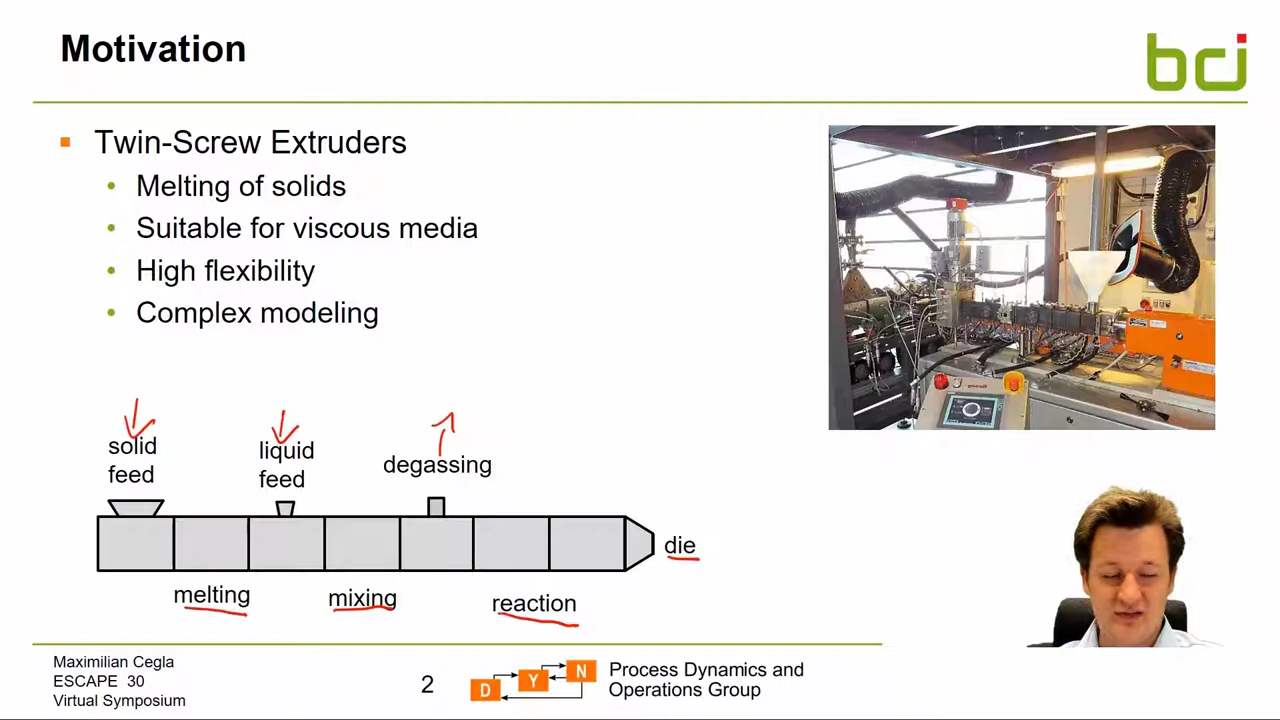 Motivation
bci
Twin-Screw Extruders
Melting of solids
Suitable for viscous media
High flexibility
Complex modeling
solid
feed
liquid
feed
degassing
die
melting
mixing
reaction
Maximilian Cegla
ESCAPE 30
Virtual Symposium
2
D Y N
Process Dynamics and
Operations Group